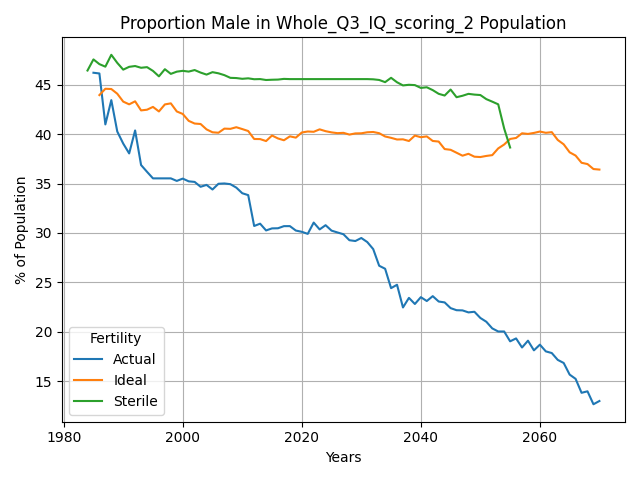 Proportion Male in Whole_Q3_IQ_scoring_2 Population
% of Population
45
40
35
30
25
20
15
Fertility
Actual
Ideal
Sterile
1980
2000
2020
2040
2060
Years